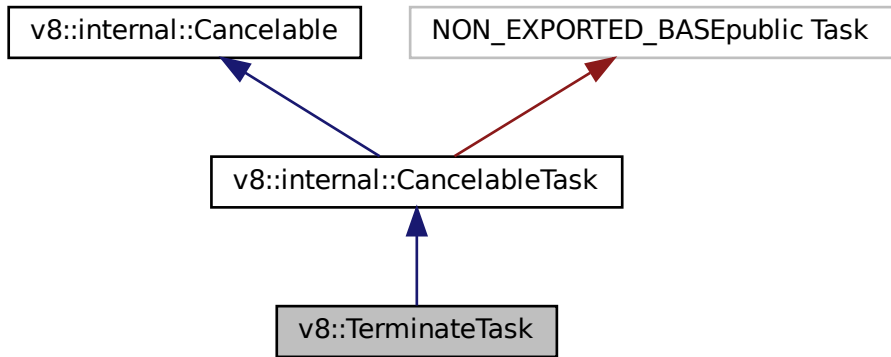 v8::internal::Cancelable
NON_EXPORTED_BASEpublic Task
v8::internal::CancelableTask
v8::TerminateTask